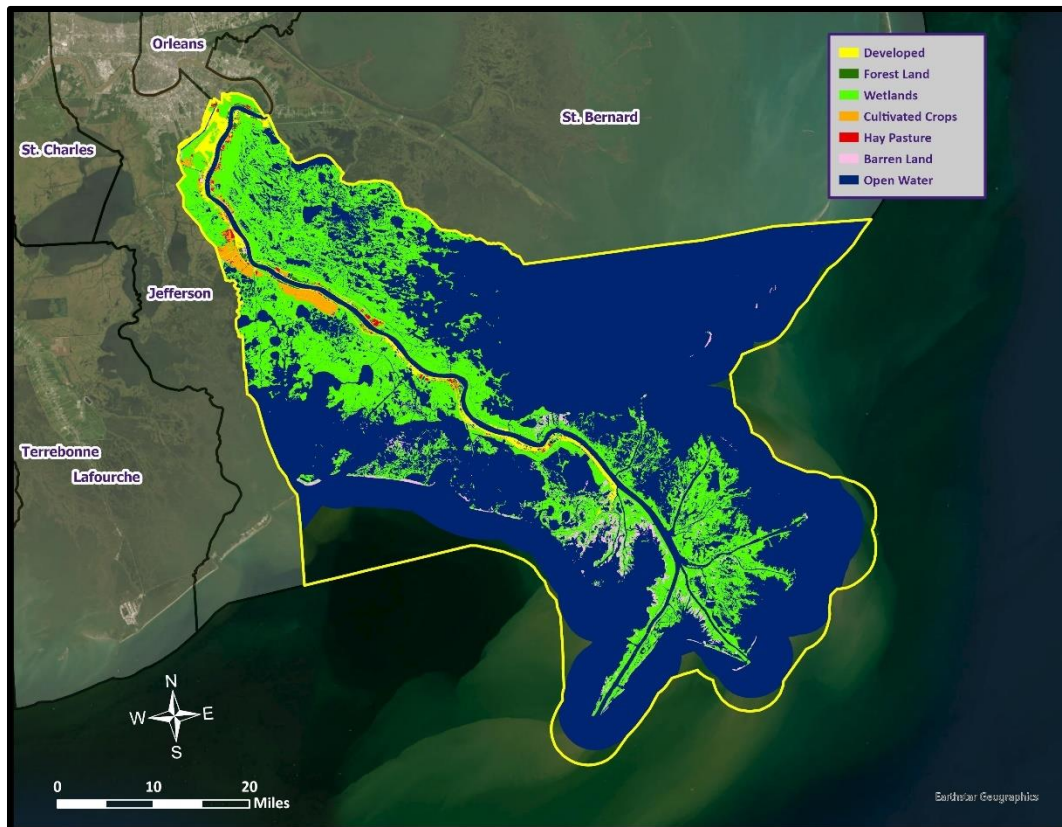 Orleans
St. Bernard
St. Charles
Jefferson
Terrebonne
Lafourche
Developed
Forest Land
Wetlands
Cultivated Crops
Hay Pasture
Barren Land
Open Water
N
W E
S
0 10 20
Miles
Earthstar Geographics